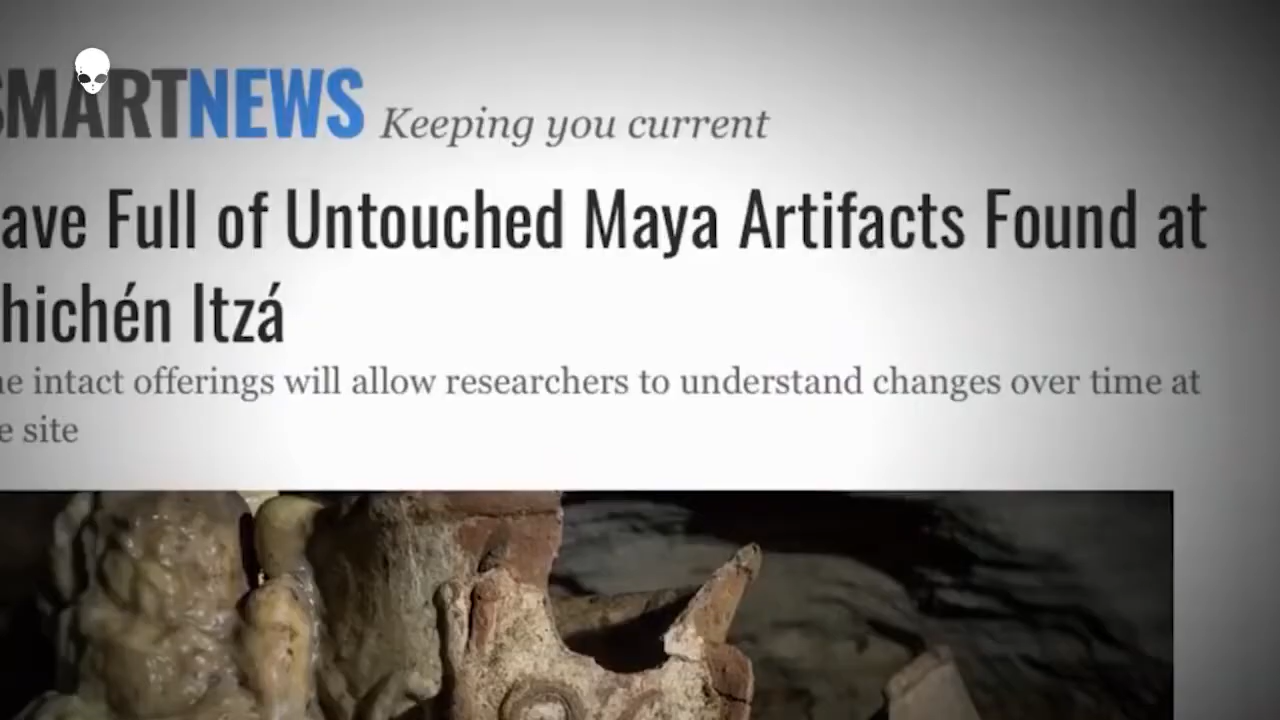 SMARTNEWS Keeping you current
ave Full of Untouched Maya Artifacts Found at
hichén Itzá
he intact offerings will allow researchers to understand changes over time at
e site